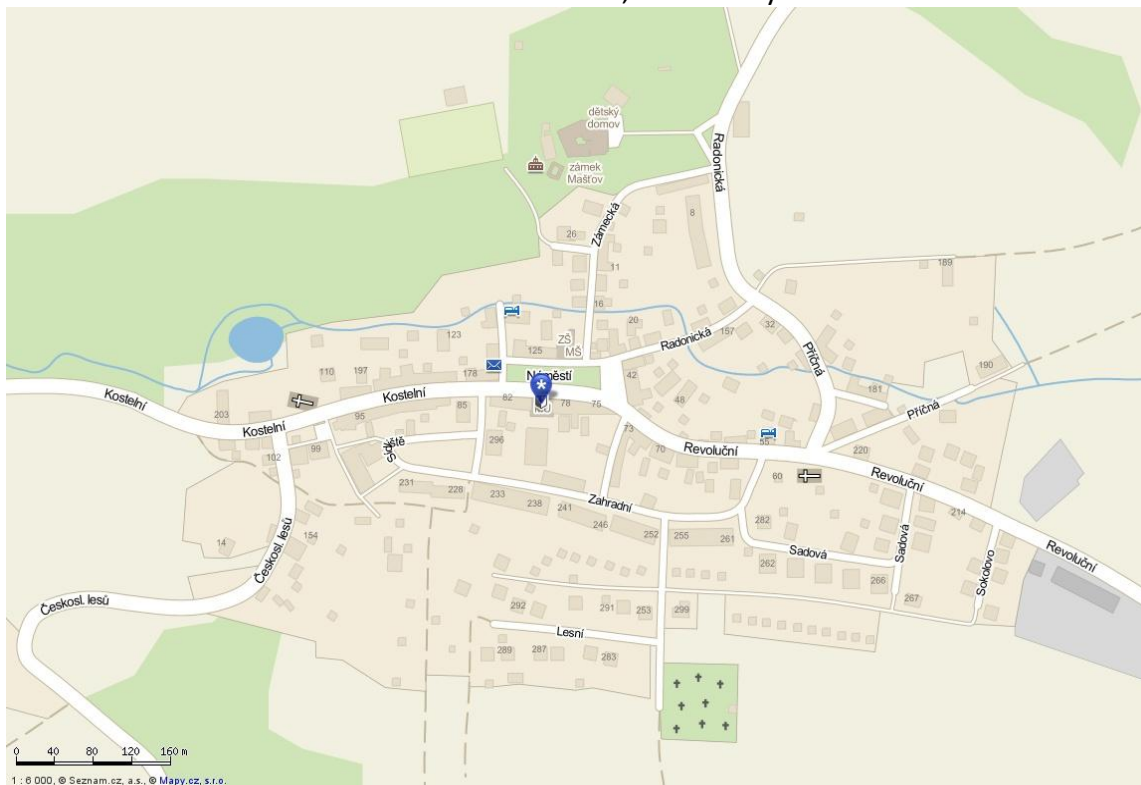 dětský
domov
zámek
Mašťov
Radonická
Zámecká
8
26
11
189
16
20
157
32
123
ZŠ
MŠ
125
Radonická
Příčná
190
110
197
178
Náměstí
42
181
Kostelní
Kostelní
203
82
78
76
48
Příčná
Kostelní
95
85
73
55
102
99
Sídliště
296
70
Revoluční
220
Revoluční
60
231
228
233
238
241
Zahradní
246
252
255
261
282
214
14
154
Českosl. lesů
Sadová
262
Sadová
266
267
Sokolovo
Revoluční
Českosl. lesů
292
291
253
299
Lesní
289
287
283
0 40 80 120 160 m
1 : 6 000, © Seznam.cz, a.s., © Mapy.cz, s.r.o.